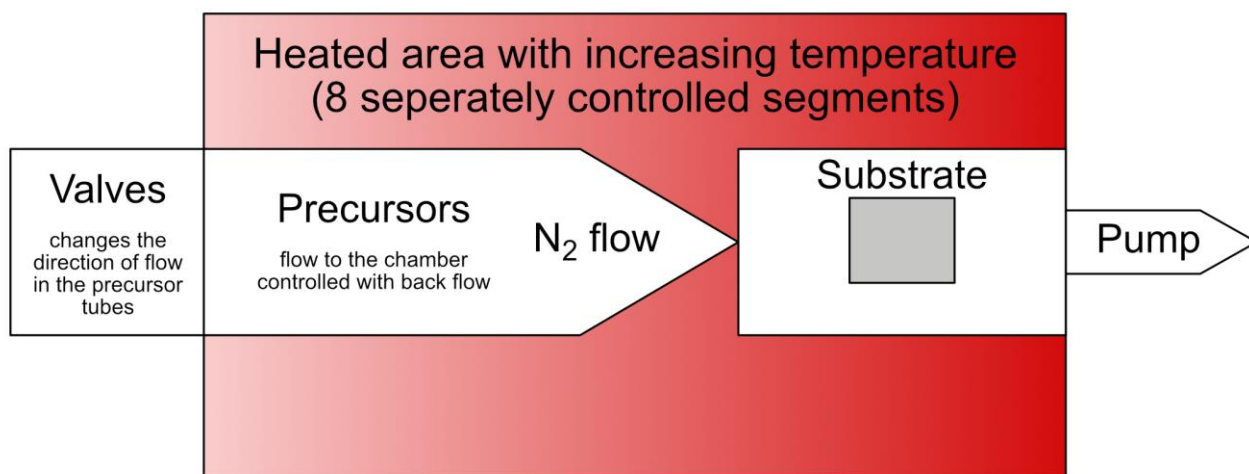 Heated area with increasing temperature
(8 seperately controlled segments)
Valves
changes the
direction of flow
in the precursor
tubes
Precursors
flow to the chamber
controlled with back flow
N₂ flow
Substrate
Pump